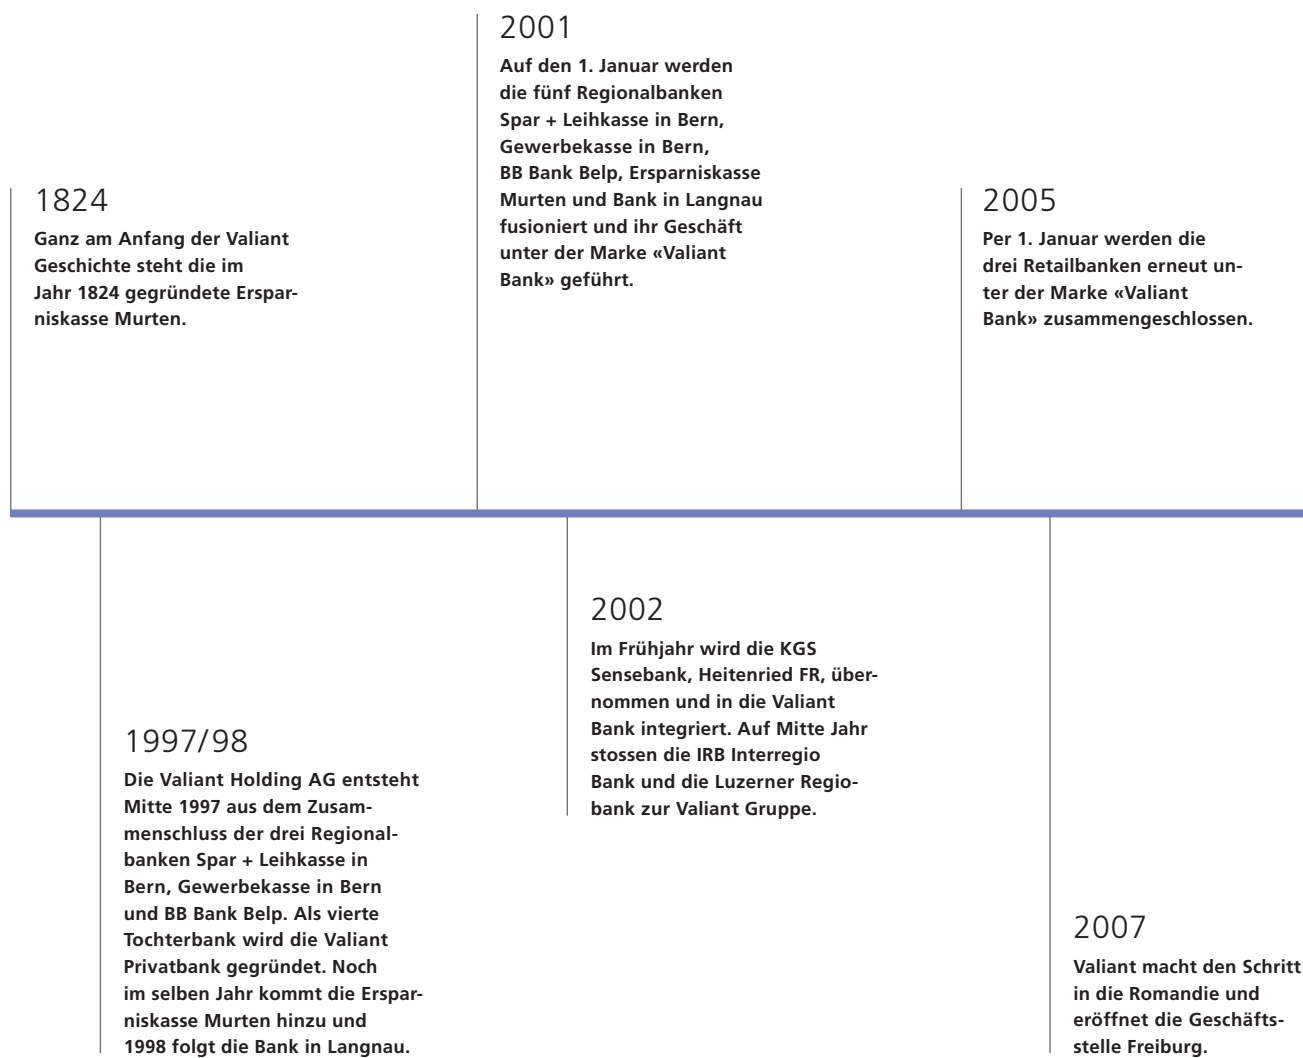 1824
Ganz am Anfang der Valiant
Geschichte steht die im
Jahr 1824 gegründete Erspar-
niskasse Murten.
1997/98
Die Valiant Holding AG entsteht
Mitte 1997 aus dem Zusam-
menschluss der drei Regional-
banken Spar + Leihkasse in
Bern, Gewerbekasse in Bern
und BB Bank Belp. Als vierte
Tochterbank wird die Valiant
Privatbank gegründet. Noch
im selben Jahr kommt die Erspar-
niskasse Murten hinzu und
1998 folgt die Bank in Langnau.
2001
Auf den 1. Januar werden
die fünf Regionalbanken
Spar + Leihkasse in Bern,
Gewerbekasse in Bern,
BB Bank Belp, Ersparniskasse
Murten und Bank in Langnau
fusioniert und ihr Geschäft
unter der Marke «Valiant
Bank» geführt.
2002
Im Frühjahr wird die KGS
Sensebank, Heitenried FR, über-
nommen und in die Valiant
Bank integriert. Auf Mitte Jahr
stossen die IRB Interregio
Bank und die Luzerner Regio-
bank zur Valiant Gruppe.
2005
Per 1. Januar werden die
drei Retailbanken erneut un-
ter der Marke «Valiant
Bank» zusammengeschlossen.
2007
Valiant macht den Schritt
in die Romandie und
eröffnet die Geschäfts-
stelle Freiburg.